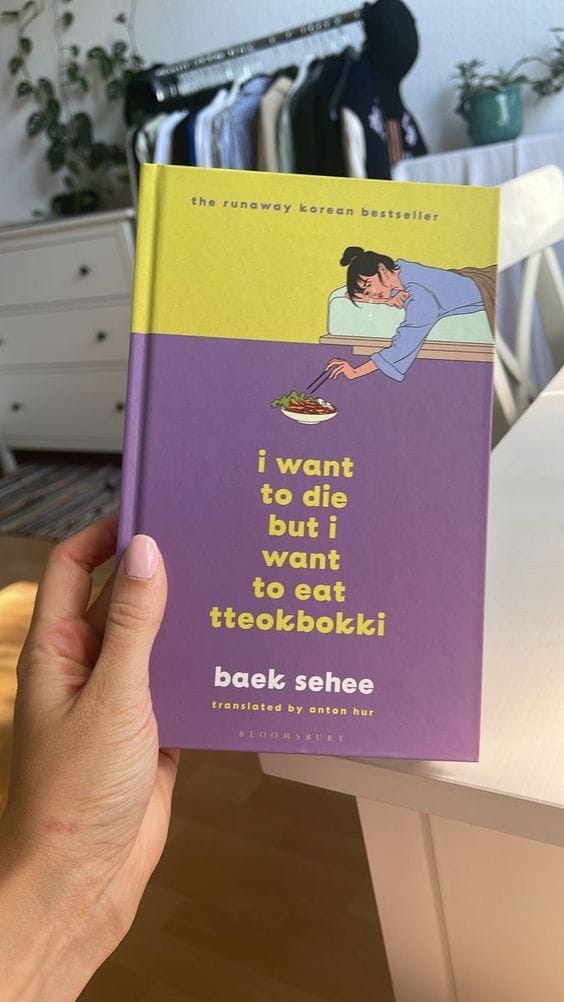 the runaway korean bestseller
i want
to die
but i
want
to eat
tteokbokki
baek sehee
translated by anton hur
BLOOMSBURY